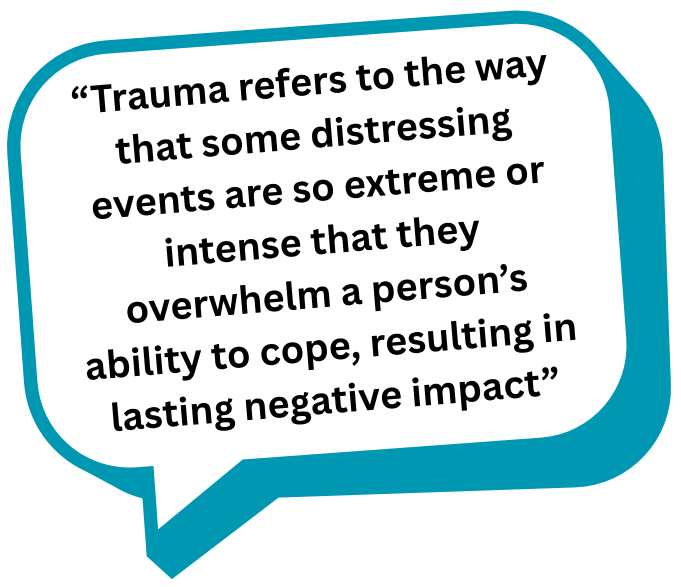 “Trauma refers to the way
that some distressing
events are so extreme or
intense that they
overwhelm a person’s
ability to cope, resulting in
lasting negative impact”